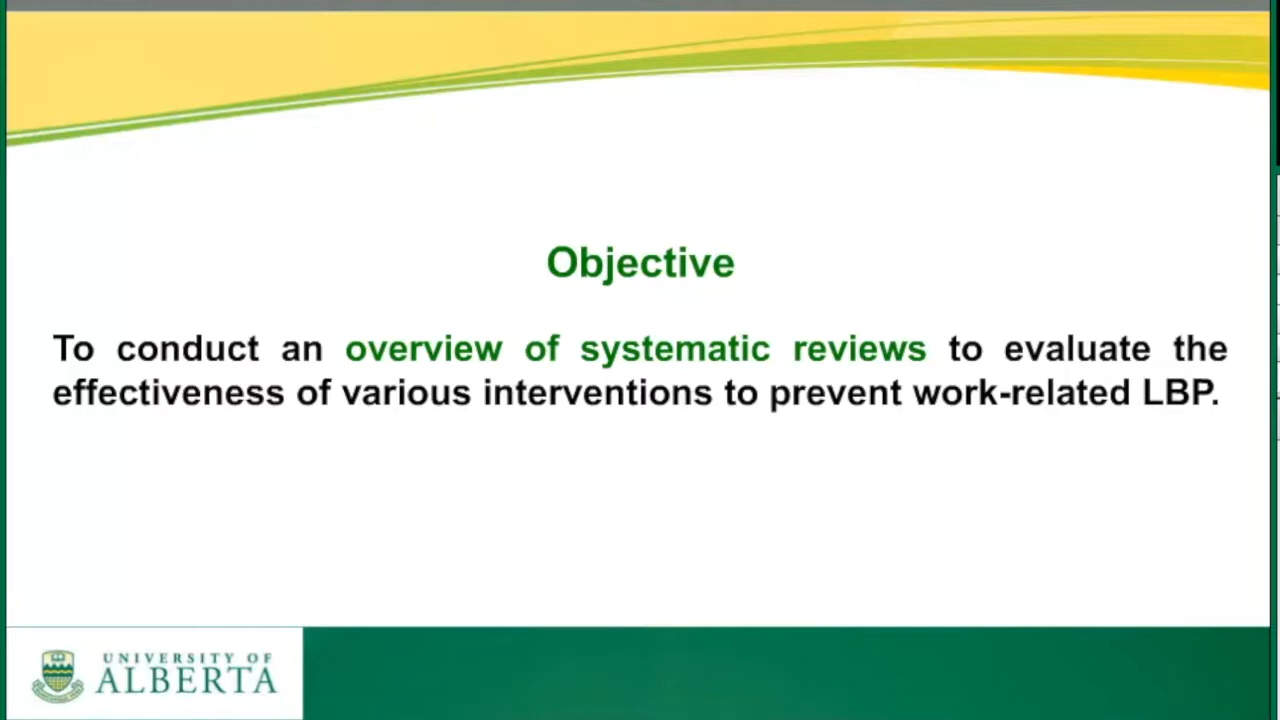 Objective
To conduct an overview of systematic reviews to evaluate the
effectiveness of various interventions to prevent work-related LBP.
UNIVERSITY OF
ALBERTA